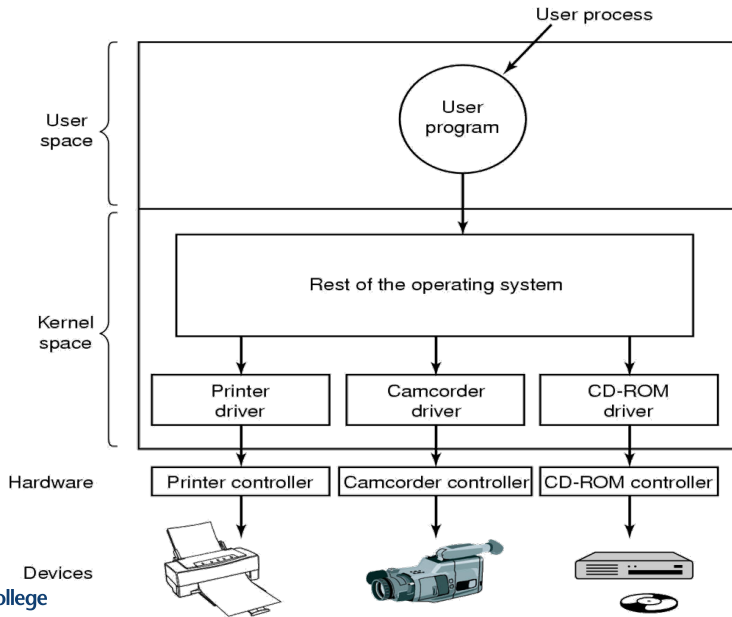 User process
User
program
User
space
Rest of the operating system
Kernel
space
Printer
driver
Camcorder
driver
CD-ROM
driver
Hardware
Printer controller
Camcorder controller
CD-ROM controller
Devices